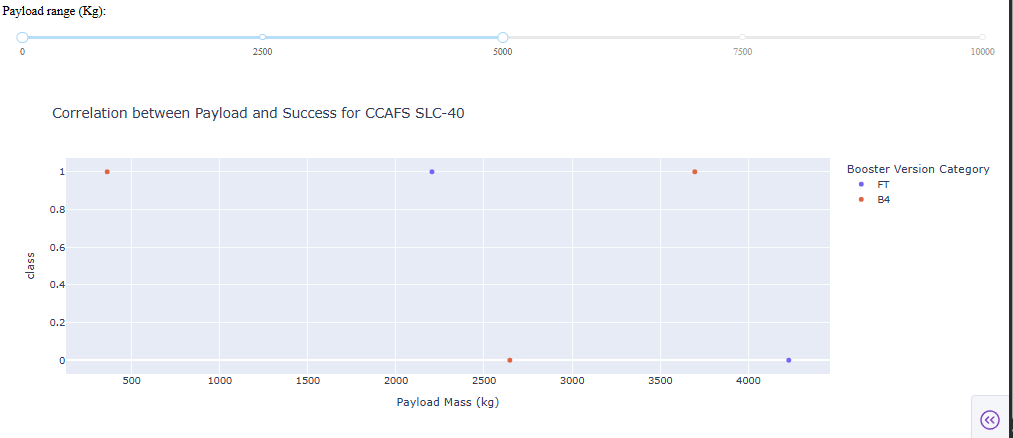 Payload range (Kg):
0 2500 5000 7500 10000
Correlation between Payload and Success for CCAFS SLC-40
1
0.8
0.6
0.4
0.2
0
class
500 1000 1500 2000 2500 3000 3500 4000
Payload Mass (kg)
Booster Version Category
FT
B4